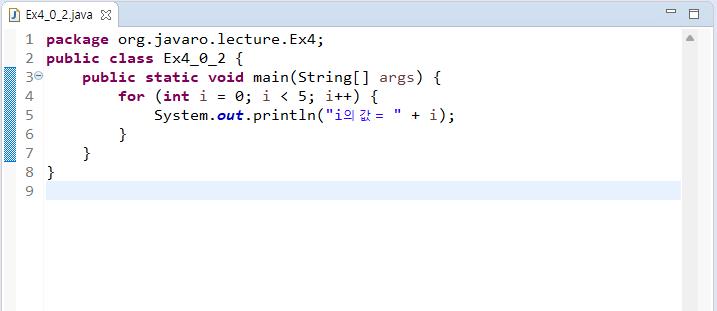 Ex4_0_2.java
1 package org.javaro.lecture.Ex4;
2 public class Ex4_0_2 {
3 public static void main(String[] args) {
4 for (int i = 0; i < 5; i++) {
5 System.out.println("i의 값 = " + i);
6 }
7 }
8 }
9